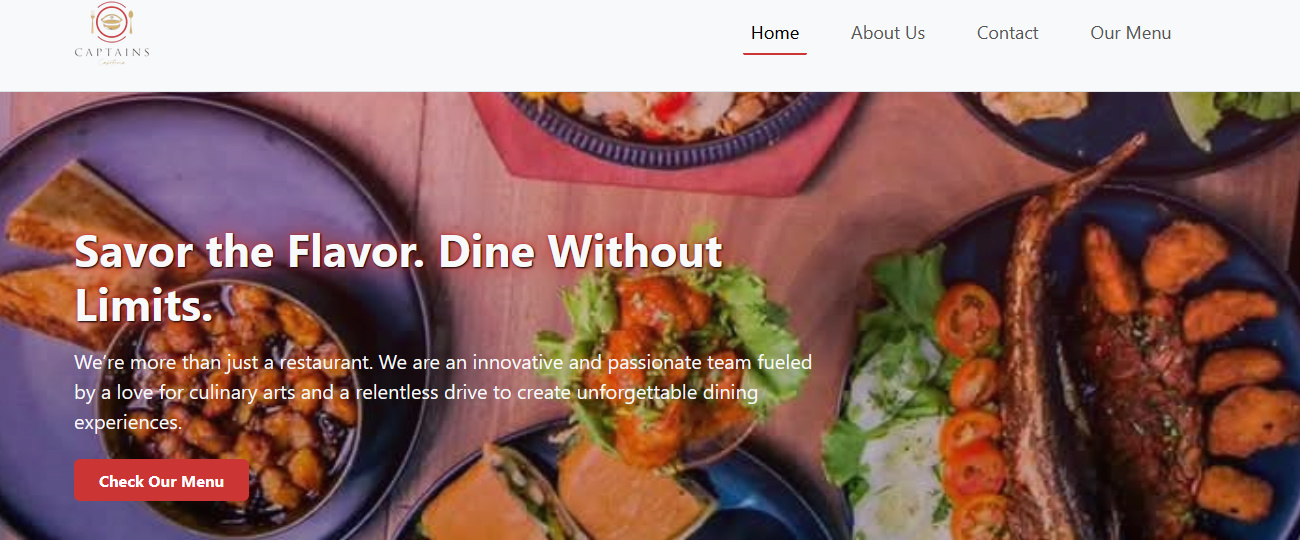 CAPTAINS
Home
About Us
Contact
Our Menu
Savor the Flavor. Dine Without
Limits.
We’re more than just a restaurant. We are an innovative and passionate team fueled
by a love for culinary arts and a relentless drive to create unforgettable dining
experiences.
Check Our Menu